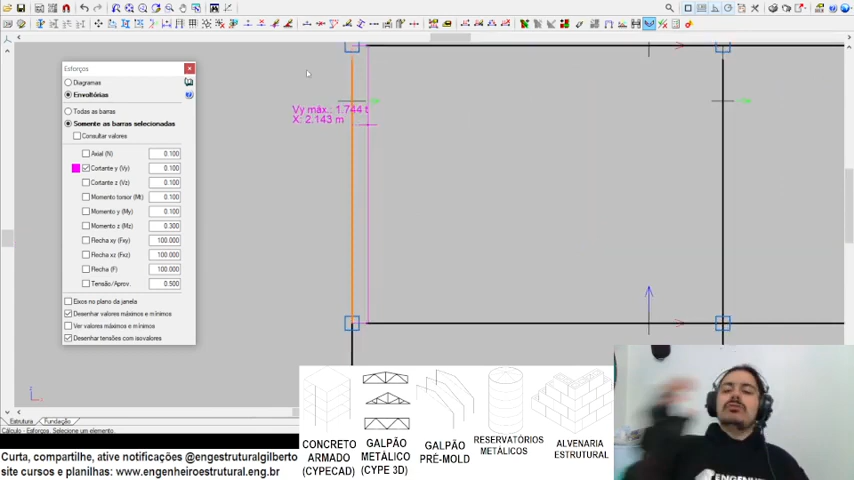 Esforços
Diagramas
Envoltórias
Todas as barras
Somente as barras selecionadas
Consultar valores
Axial (N) 0.100
Cortante y (Vy) 0.100
Cortante z (Vz) 0.100
Momento torsor (Mt) 0.100
Momento y (My) 0.100
Momento z (Mz) 0.300
Flecha xy (Fxy) 100.000
Flecha xz (Fxz) 100.000
Flecha (F) 100.000
Tensão/Aprov. 0.500
Eixos no plano da janela
Desenhar valores máximos e mínimos
Ver valores máximos e mínimos
Desenhar tensões com isovalores
Vy máx.: 1.744 t
X: 2.143 m
Estrutura Fundação
Cálculo - Esforços. Selecione um elemento.
CONCRETO
ARMADO
(CYPECAD)
GALPÃO
METÁLICO
(CYPE 3D)
GALPÃO
PRÉ-MOLD
RESERVATÓRIOS
METÁLICOS
ALVENARIA
ESTRUTURAL
Curta, compartilhe, ative notificações @engestruturalgilberto
site cursos e planilhas: www.engenheiroestrutural.eng.br